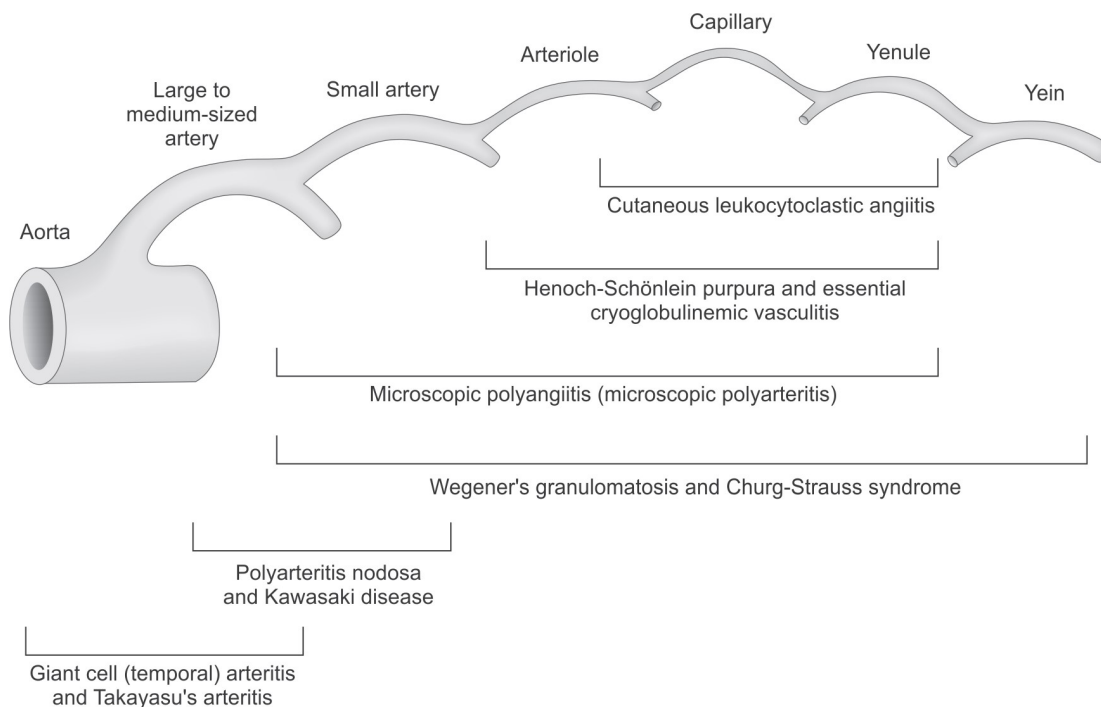 Capillary
Arteriole
Yenule
Large to
medium-sized
artery
Small artery
Yein
Aorta
Cutaneous leukocytoclastic angiitis
Henoch-Schönlein purpura and essential
cryoglobulinemic vasculitis
Microscopic polyangiitis (microscopic polyarteritis)
Wegener's granulomatosis and Churg-Strauss syndrome
Polyarteritis nodosa
and Kawasaki disease
Giant cell (temporal) arteritis
and Takayasu's arteritis